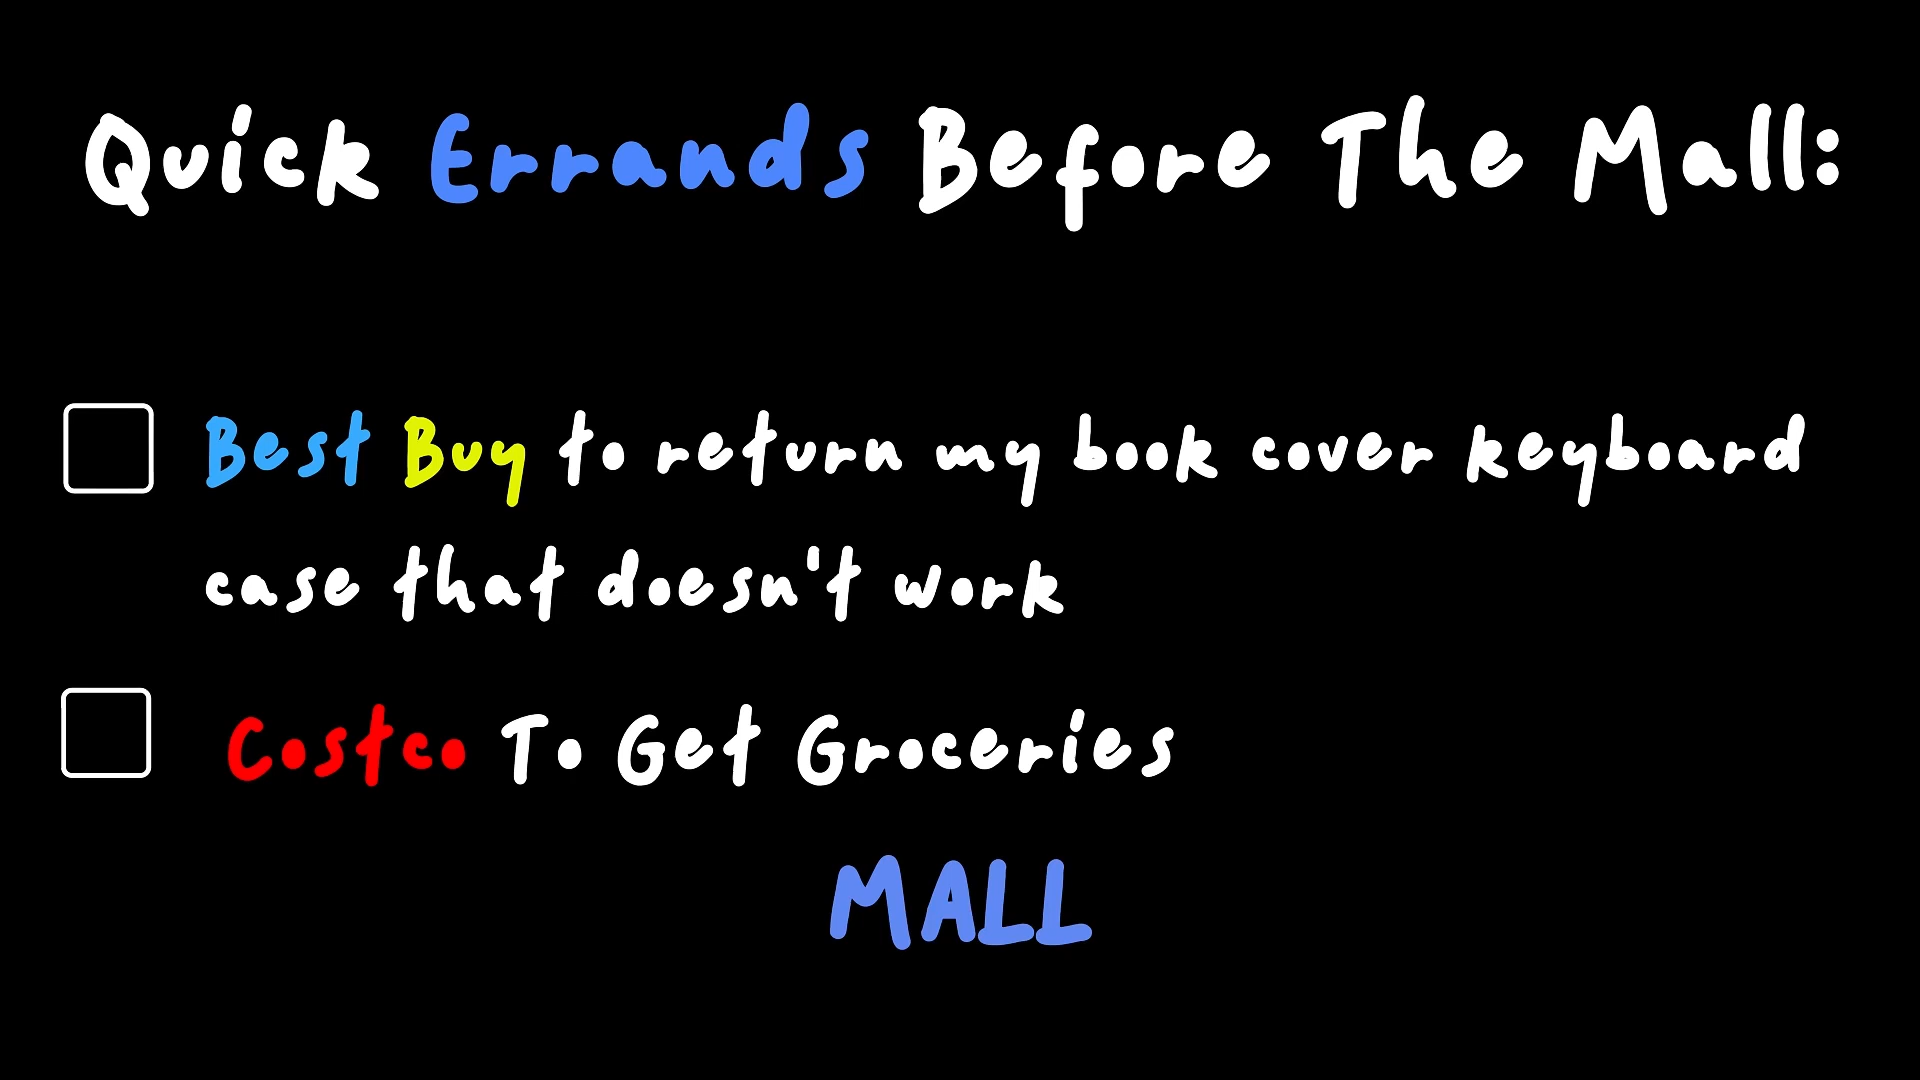 Quick Errands Before The Mall:
Best Buy to return my book cover keyboard
case that doesn't work
Costco To Get Groceries
MALL